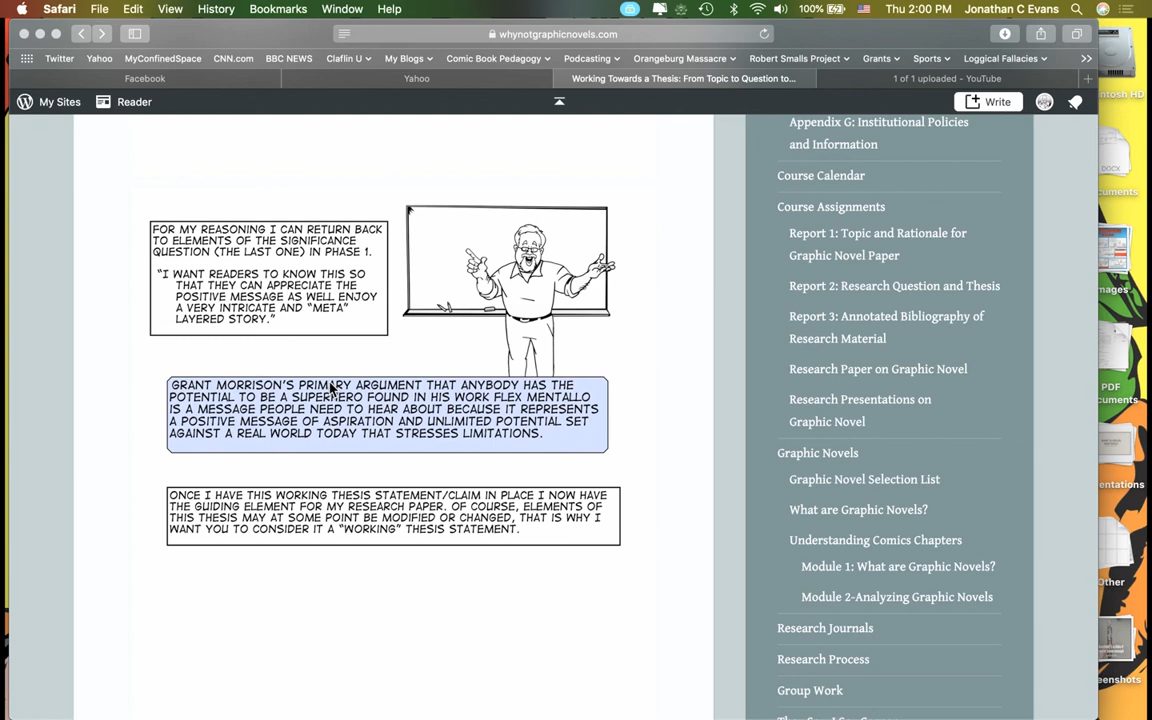 Safari File Edit View History Bookmarks Window Help 100% Thu 2:00 PM Jonathan C Evans
whynotgraphicnovels.com
Twitter Yahoo MyConfinedSpace CNN.com BBC NEWS Claflin U My Blogs Comic Book Pedagogy Podcasting Orangeburg Massacre Robert Smalls Project Grants Sports Loggical Fallacies
Facebook Yahoo Working Towards a Thesis: From Topic to Question to... 1 of 1 uploaded - YouTube
My Sites Reader Write
FOR MY REASONING I CAN RETURN BACK
TO ELEMENTS OF THE SIGNIFICANCE
QUESTION (THE LAST ONE) IN PHASE 1.
"I WANT READERS TO KNOW THIS SO
THAT THEY CAN APPRECIATE THE
POSITIVE MESSAGE AS WELL ENJOY
A VERY INTRICATE AND "META"
LAYERED STORY."
GRANT MORRISON'S PRIMARY ARGUMENT THAT ANYBODY HAS THE
POTENTIAL TO BE A SUPERHERO FOUND IN HIS WORK FLEX MENTALLO
IS A MESSAGE PEOPLE NEED TO HEAR ABOUT BECAUSE IT REPRESENTS
A POSITIVE MESSAGE OF ASPIRATION AND UNLIMITED POTENTIAL SET
AGAINST A REAL WORLD TODAY THAT STRESSES LIMITATIONS.
ONCE I HAVE THIS WORKING THESIS STATEMENT/CLAIM IN PLACE I NOW HAVE
THE GUIDING ELEMENT FOR MY RESEARCH PAPER. OF COURSE, ELEMENTS OF
THIS THESIS MAY AT SOME POINT BE MODIFIED OR CHANGED, THAT IS WHY I
WANT YOU TO CONSIDER IT A "WORKING" THESIS STATEMENT.
Appendix G: Institutional Policies
and Information
Course Calendar
Course Assignments
Report 1: Topic and Rationale for
Graphic Novel Paper
Report 2: Research Question and Thesis
Report 3: Annotated Bibliography of
Research Material
Research Paper on Graphic Novel
Research Presentations on
Graphic Novel
Graphic Novels
Graphic Novel Selection List
What are Graphic Novels?
Understanding Comics Chapters
Module 1: What are Graphic Novels?
Module 2-Analyzing Graphic Novels
Research Journals
Research Process
Group Work
intosh HD
DOCX
uments
mages
PDF
cuments
entations
Other
eenshots